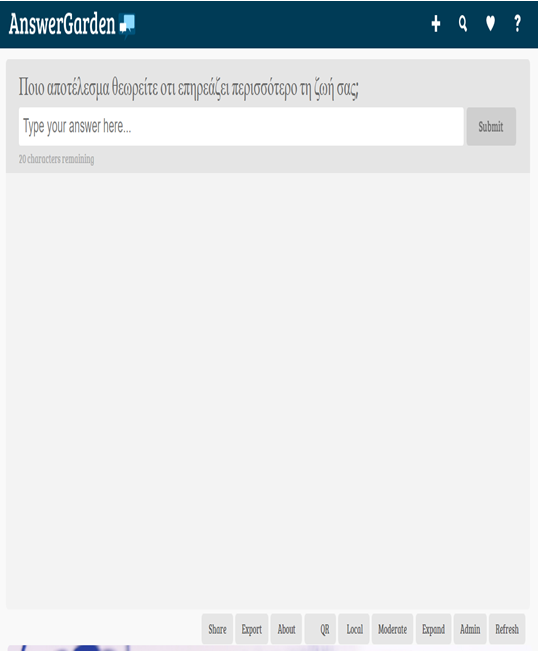 AnswerGarden
Ποιο αποτέλεσμα θεωρείτε οτι επηρεάζει περισσότερο τη ζωή σας;
Type your answer here...
Submit
20 characters remaining
Share Export About QR Local Moderate Expand Admin Refresh